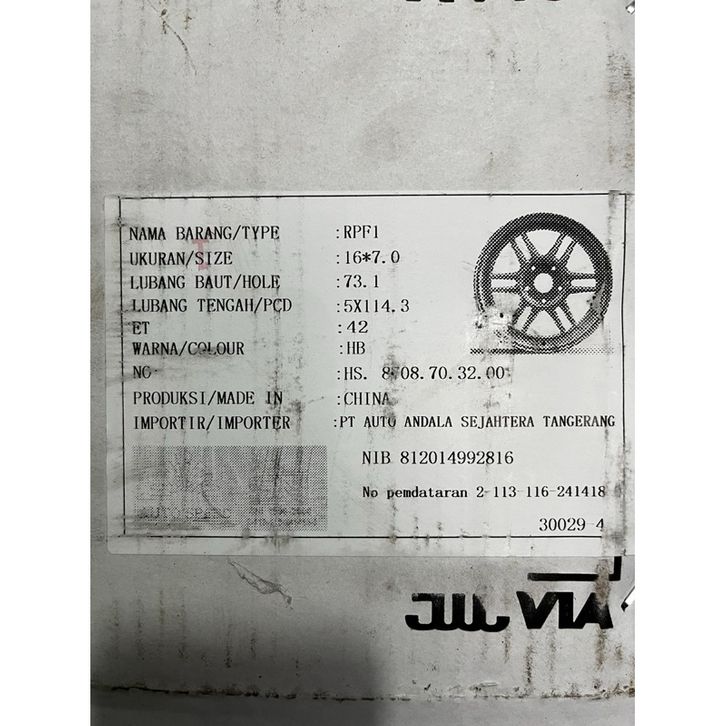 NAMA BARANG/TYPE :RPF1
UKURAN/SIZE :16*7.0
LUBANG BAUT/HOLE :73.1
LUBANG TENGAH/PCD :5X114.3
ET :42
WARNA/COLOUR :HB
:HS. 8708.70.32.00
PRODUKSI/MADE IN :CHINA
IMPORTIR/IMPORTER :PT AUTO ANDALA SEJAHTERA TANGERANG
NIB 812014992816
No pemdataran 2-113-116-241418
30029-4